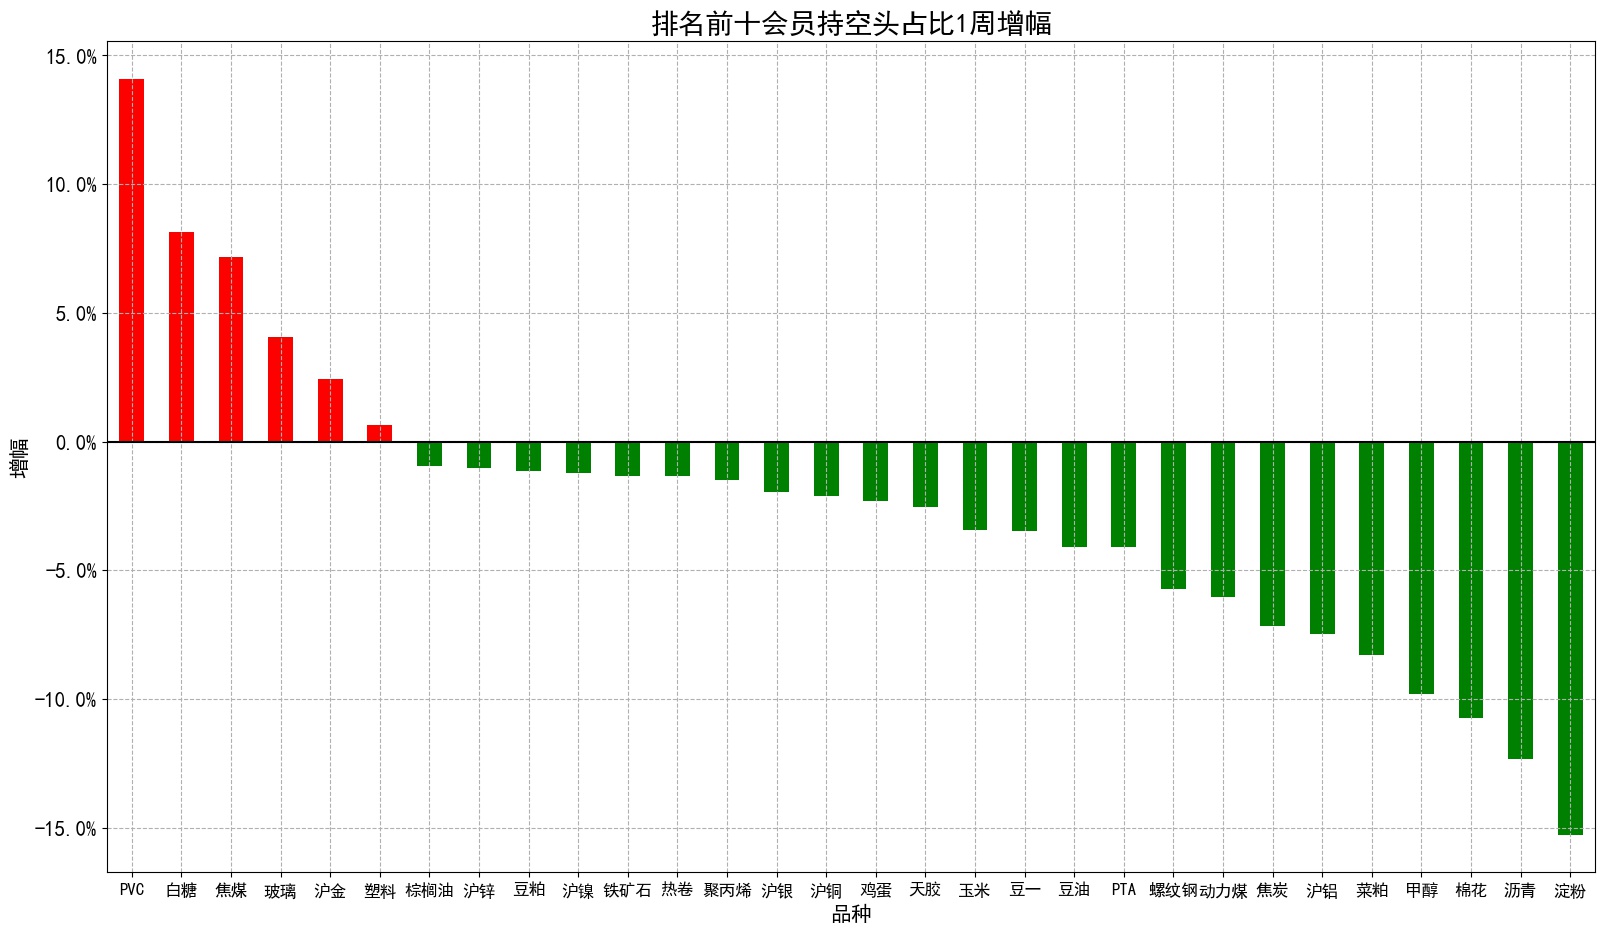 排名前十会员持空头占比1周增幅
15.0%
10.0%
5.0%
0.0%
−5.0%
−10.0%
−15.0%
增幅
PVC 白糖 焦煤 玻璃 沪金 塑料 棕榈油 沪锌 豆粕 沪镍 铁矿石 热卷 聚丙烯 沪银 沪铜 鸡蛋 天胶 玉米 豆一 豆油 PTA 螺纹钢 动力煤 焦炭 沪铝 菜粕 甲醇 棉花 沥青 淀粉
品种